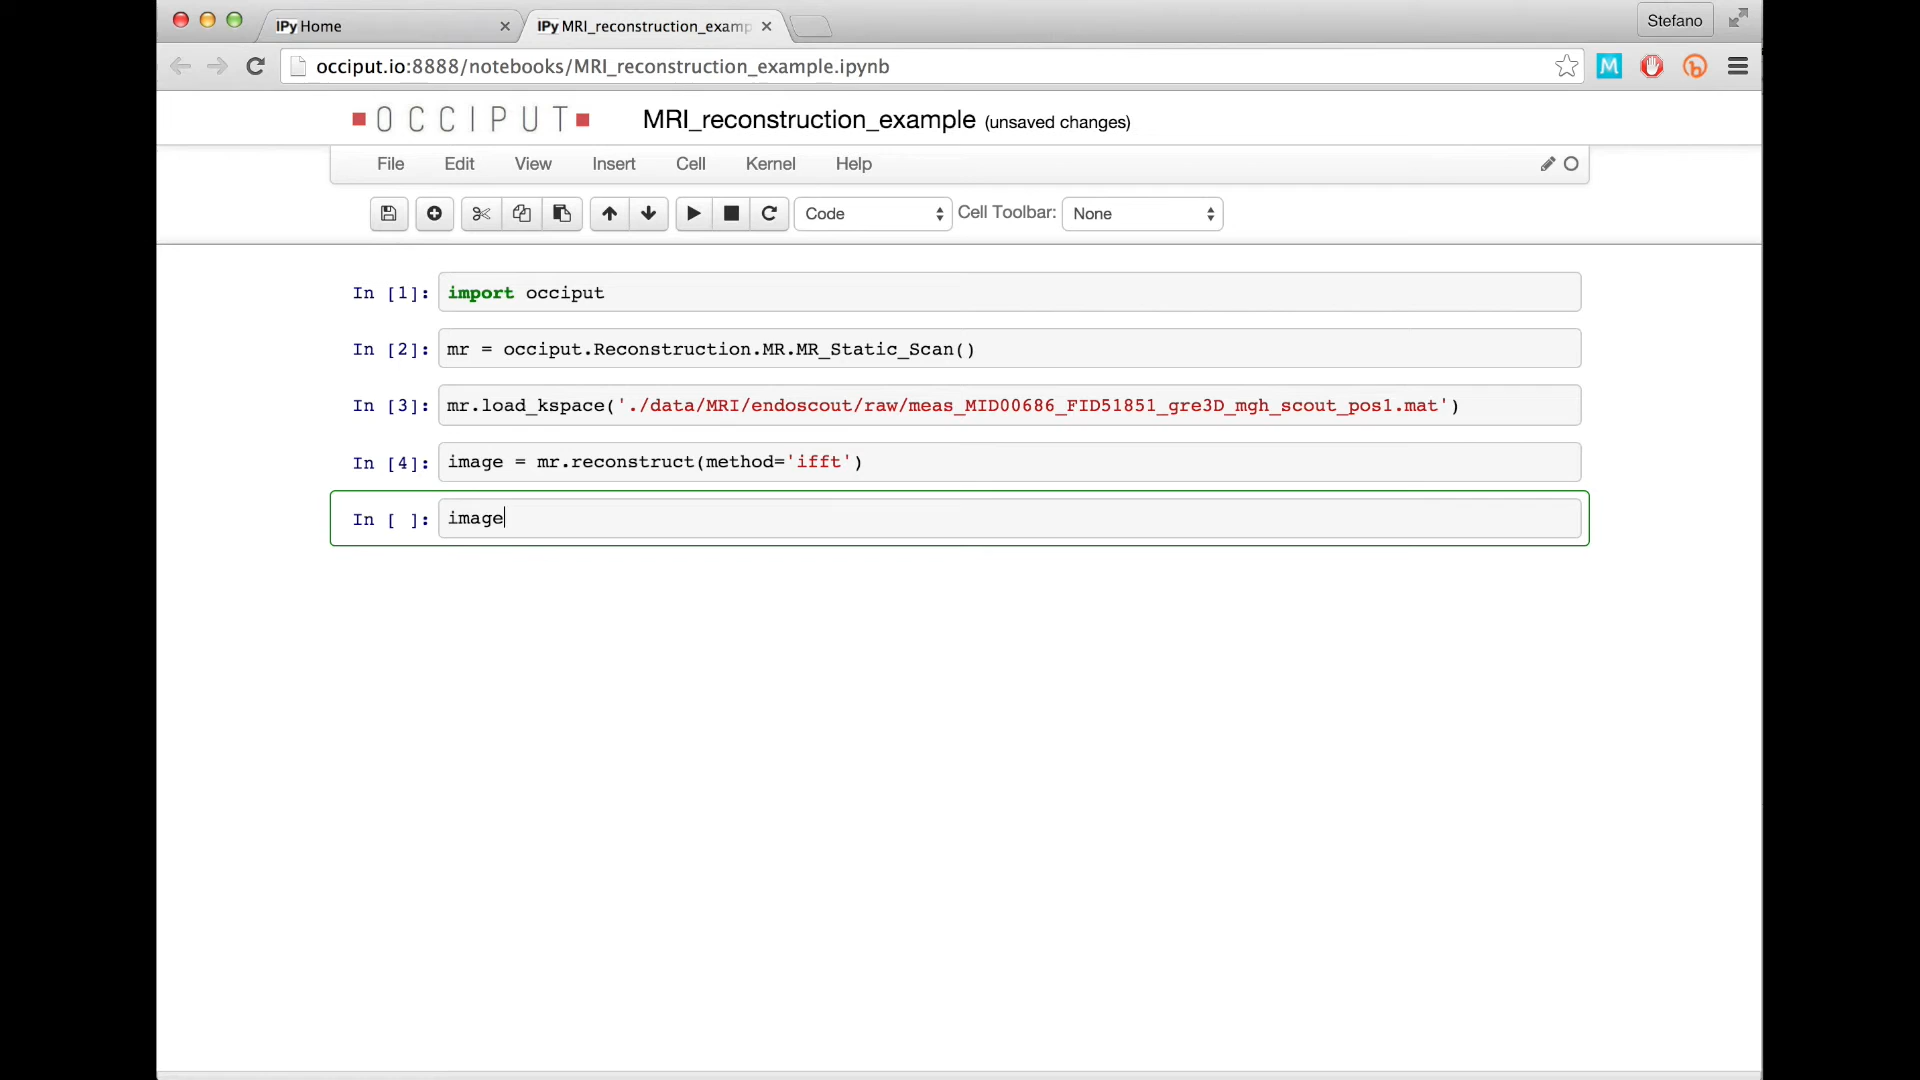 IPy Home
IPy MRI_reconstruction_examp
Stefano
occiput.io:8888/notebooks/MRI_reconstruction_example.ipynb
M
b
OCCIPUT MRI_reconstruction_example (unsaved changes)
File Edit View Insert Cell Kernel Help
Code Cell Toolbar: None
In [1]: import occiput
In [2]: mr = occiput.Reconstruction.MR.MR_Static_Scan()
In [3]: mr.load_kspace('./data/MRI/endoscout/raw/meas_MID00686_FID51851_gre3D_mgh_scout_pos1.mat')
In [4]: image = mr.reconstruct(method='ifft')
In [ ]: image